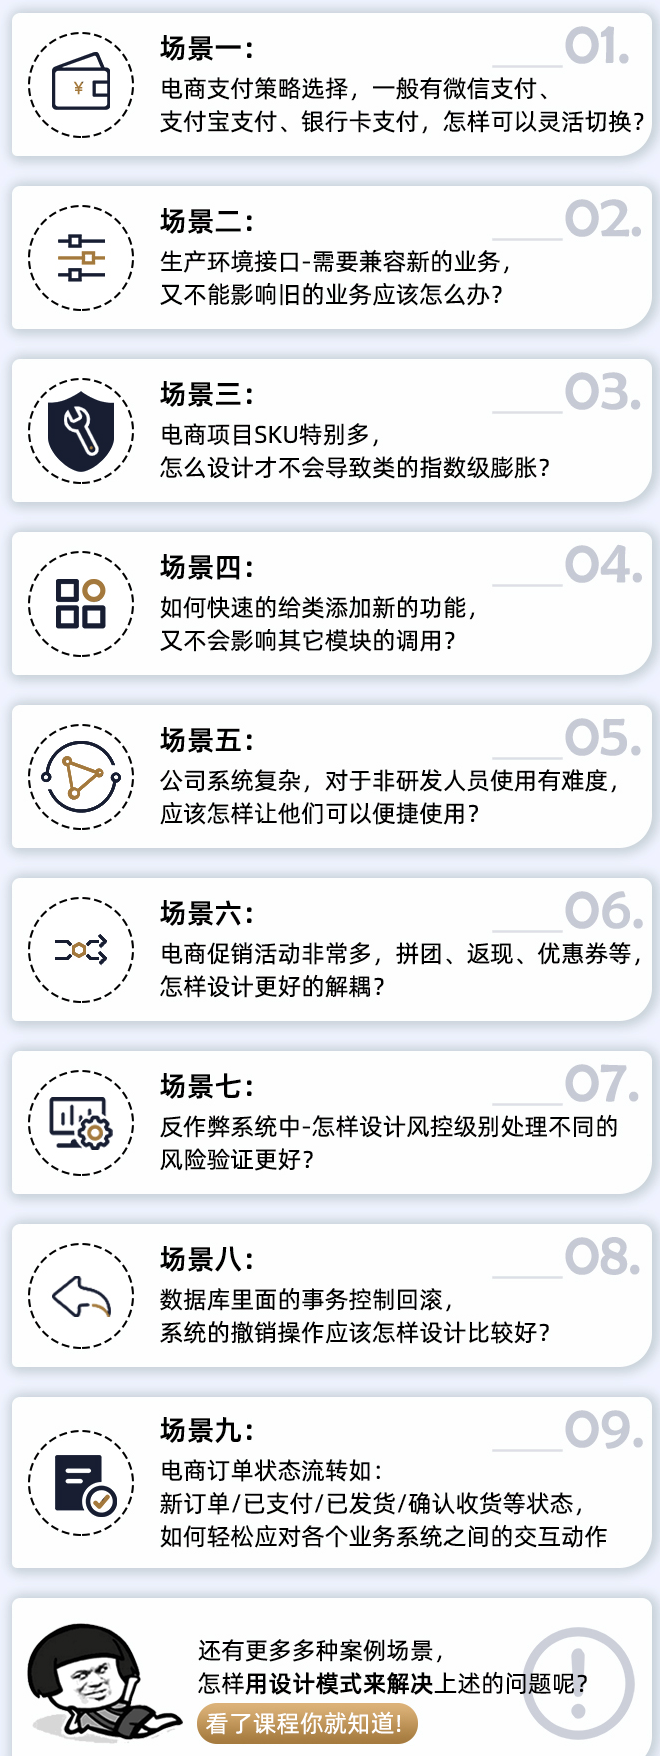 01.
场景一：
电商支付策略选择，一般有微信支付、
支付宝支付、银行卡支付，怎样可以灵活切换？
¥
02.
场景二：
生产环境接口-需要兼容新的业务，
又不能影响旧的业务应该怎么办？
03.
场景三：
电商项目SKU特别多，
怎么设计才不会导致类的指数级膨胀？
04.
场景四：
如何快速的给类添加新的功能，
又不会影响其它模块的调用？
05.
场景五：
公司系统复杂，对于非研发人员使用有难度，
应该怎样让他们可以便捷使用？
06.
场景六：
电商促销活动非常多，拼团、返现、优惠券等，
怎样设计更好的解耦？
07.
场景七：
反作弊系统中-怎样设计风控级别处理不同的
风险验证更好？
08.
场景八：
数据库里面的事务控制回滚，
系统的撤销操作应该怎样设计比较好？
09.
场景九：
电商订单状态流转如：
新订单/已支付/已发货/确认收货等状态，
如何轻松应对各个业务系统之间的交互动作
还有更多多种案例场景，
怎样用设计模式来解决上述的问题呢？
看了课程你就知道!